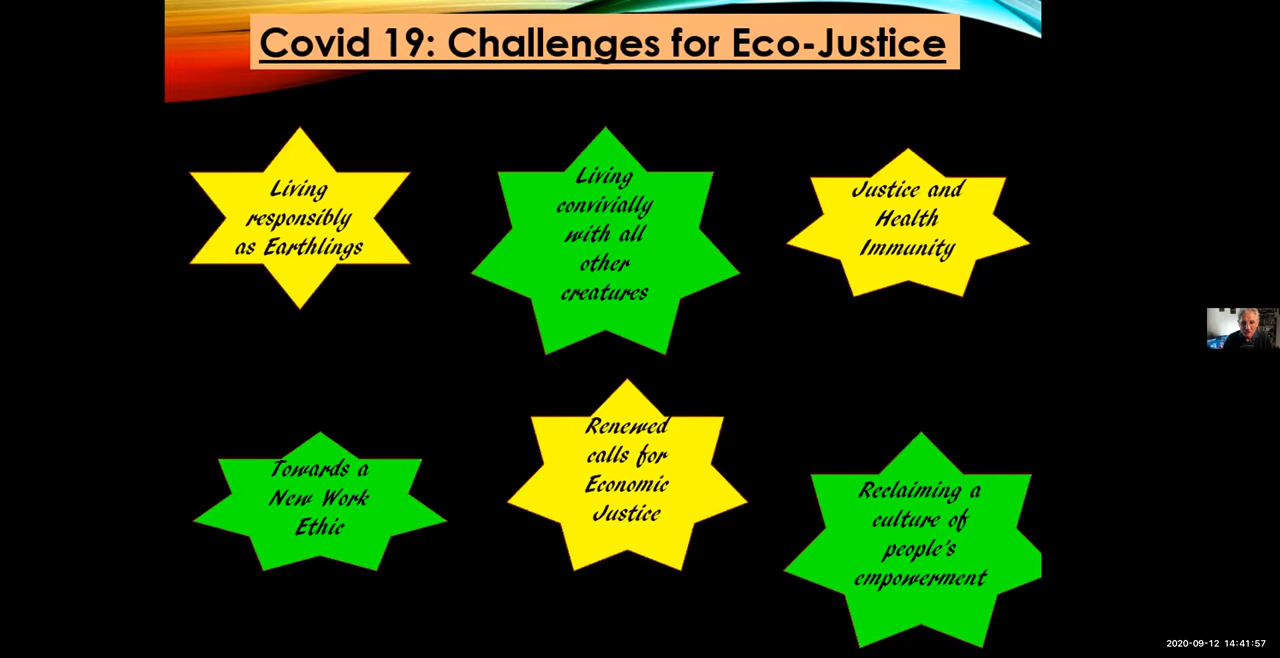 Covid 19: Challenges for Eco-Justice
Living
responsibly
as Earthlings
Living
convivially
with all
other
creatures
Justice and
Health
Immunity
Towards a
New Work
Ethic
Renewed
calls for
Economic
Justice
Reclaiming a
culture of
people’s
empowerment
2020-09-12 14:41:57